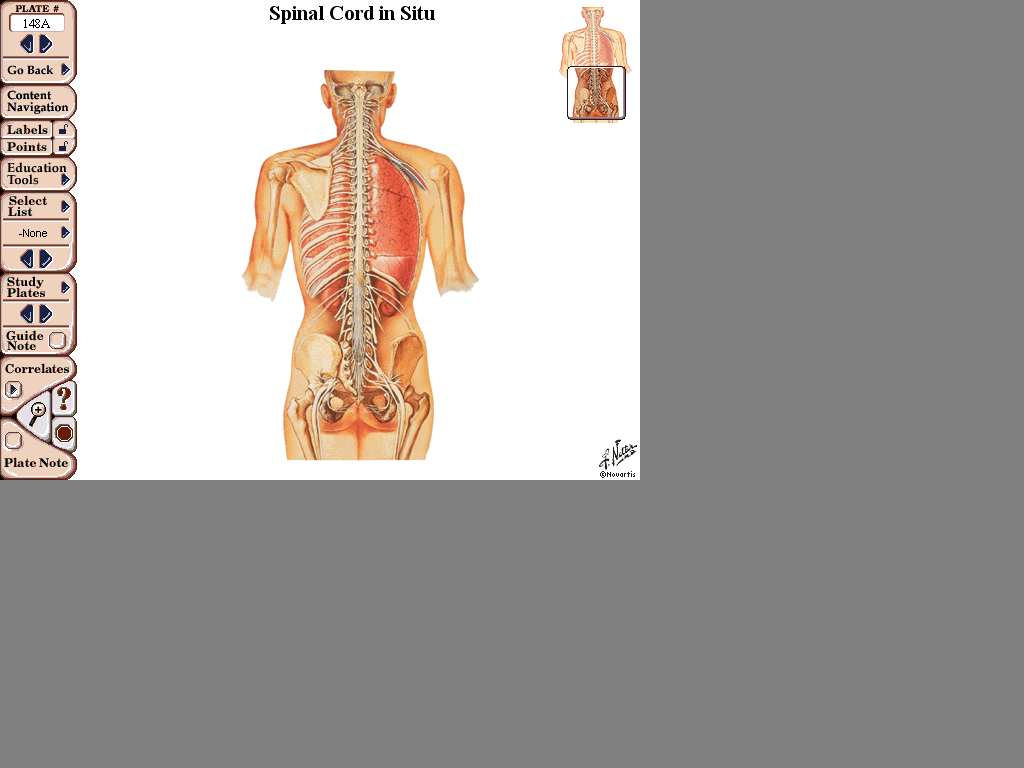 PLATE #
148A
Go Back
Content
Navigation
Labels
Points
Education
Tools
Select
List
-None
Study
Plates
Guide
Note
Correlates
?
Plate Note
Spinal Cord in Situ
F. Netter
©Novartis